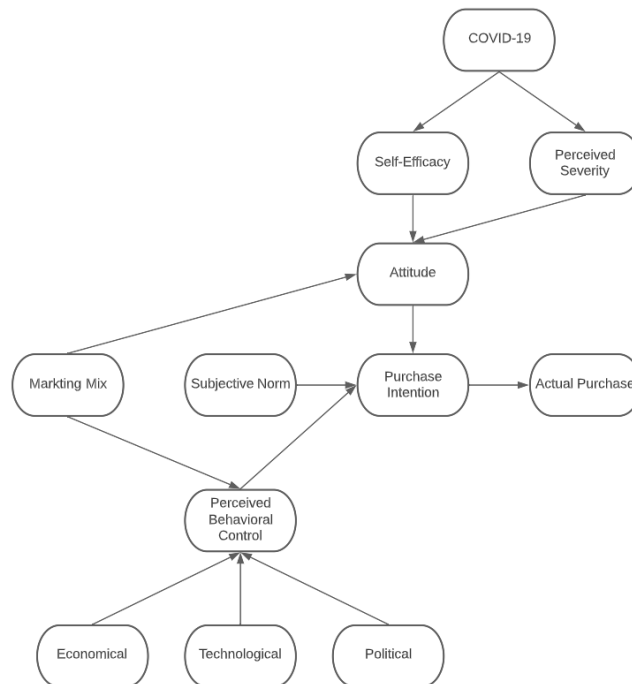 COVID-19
Self-Efficacy
Perceived
Severity
Attitude
Markting Mix
Subjective Norm
Purchase
Intention
Actual Purchase
Perceived
Behavioral
Control
Economical
Technological
Political